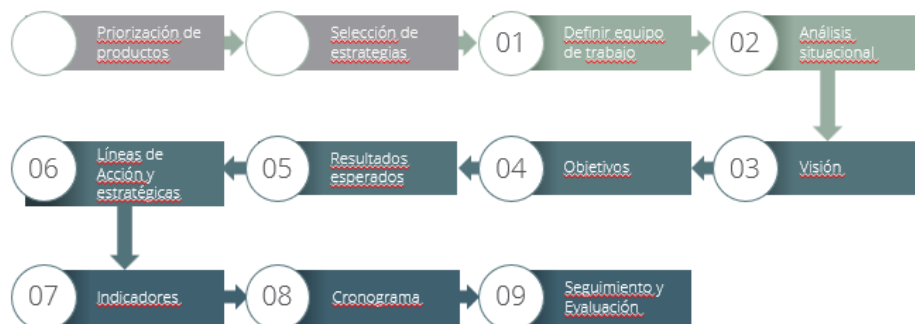 Priorización de
productos
Selección de
estrategias
01
Definir equipo
de trabajo
02
Análisis
situacional
03
Visión
04
Objetivos
05
Resultados
esperados
06
Líneas de
Acción y
estratégicas
07
Indicadores
08
Cronograma
09
Seguimiento y
Evaluación